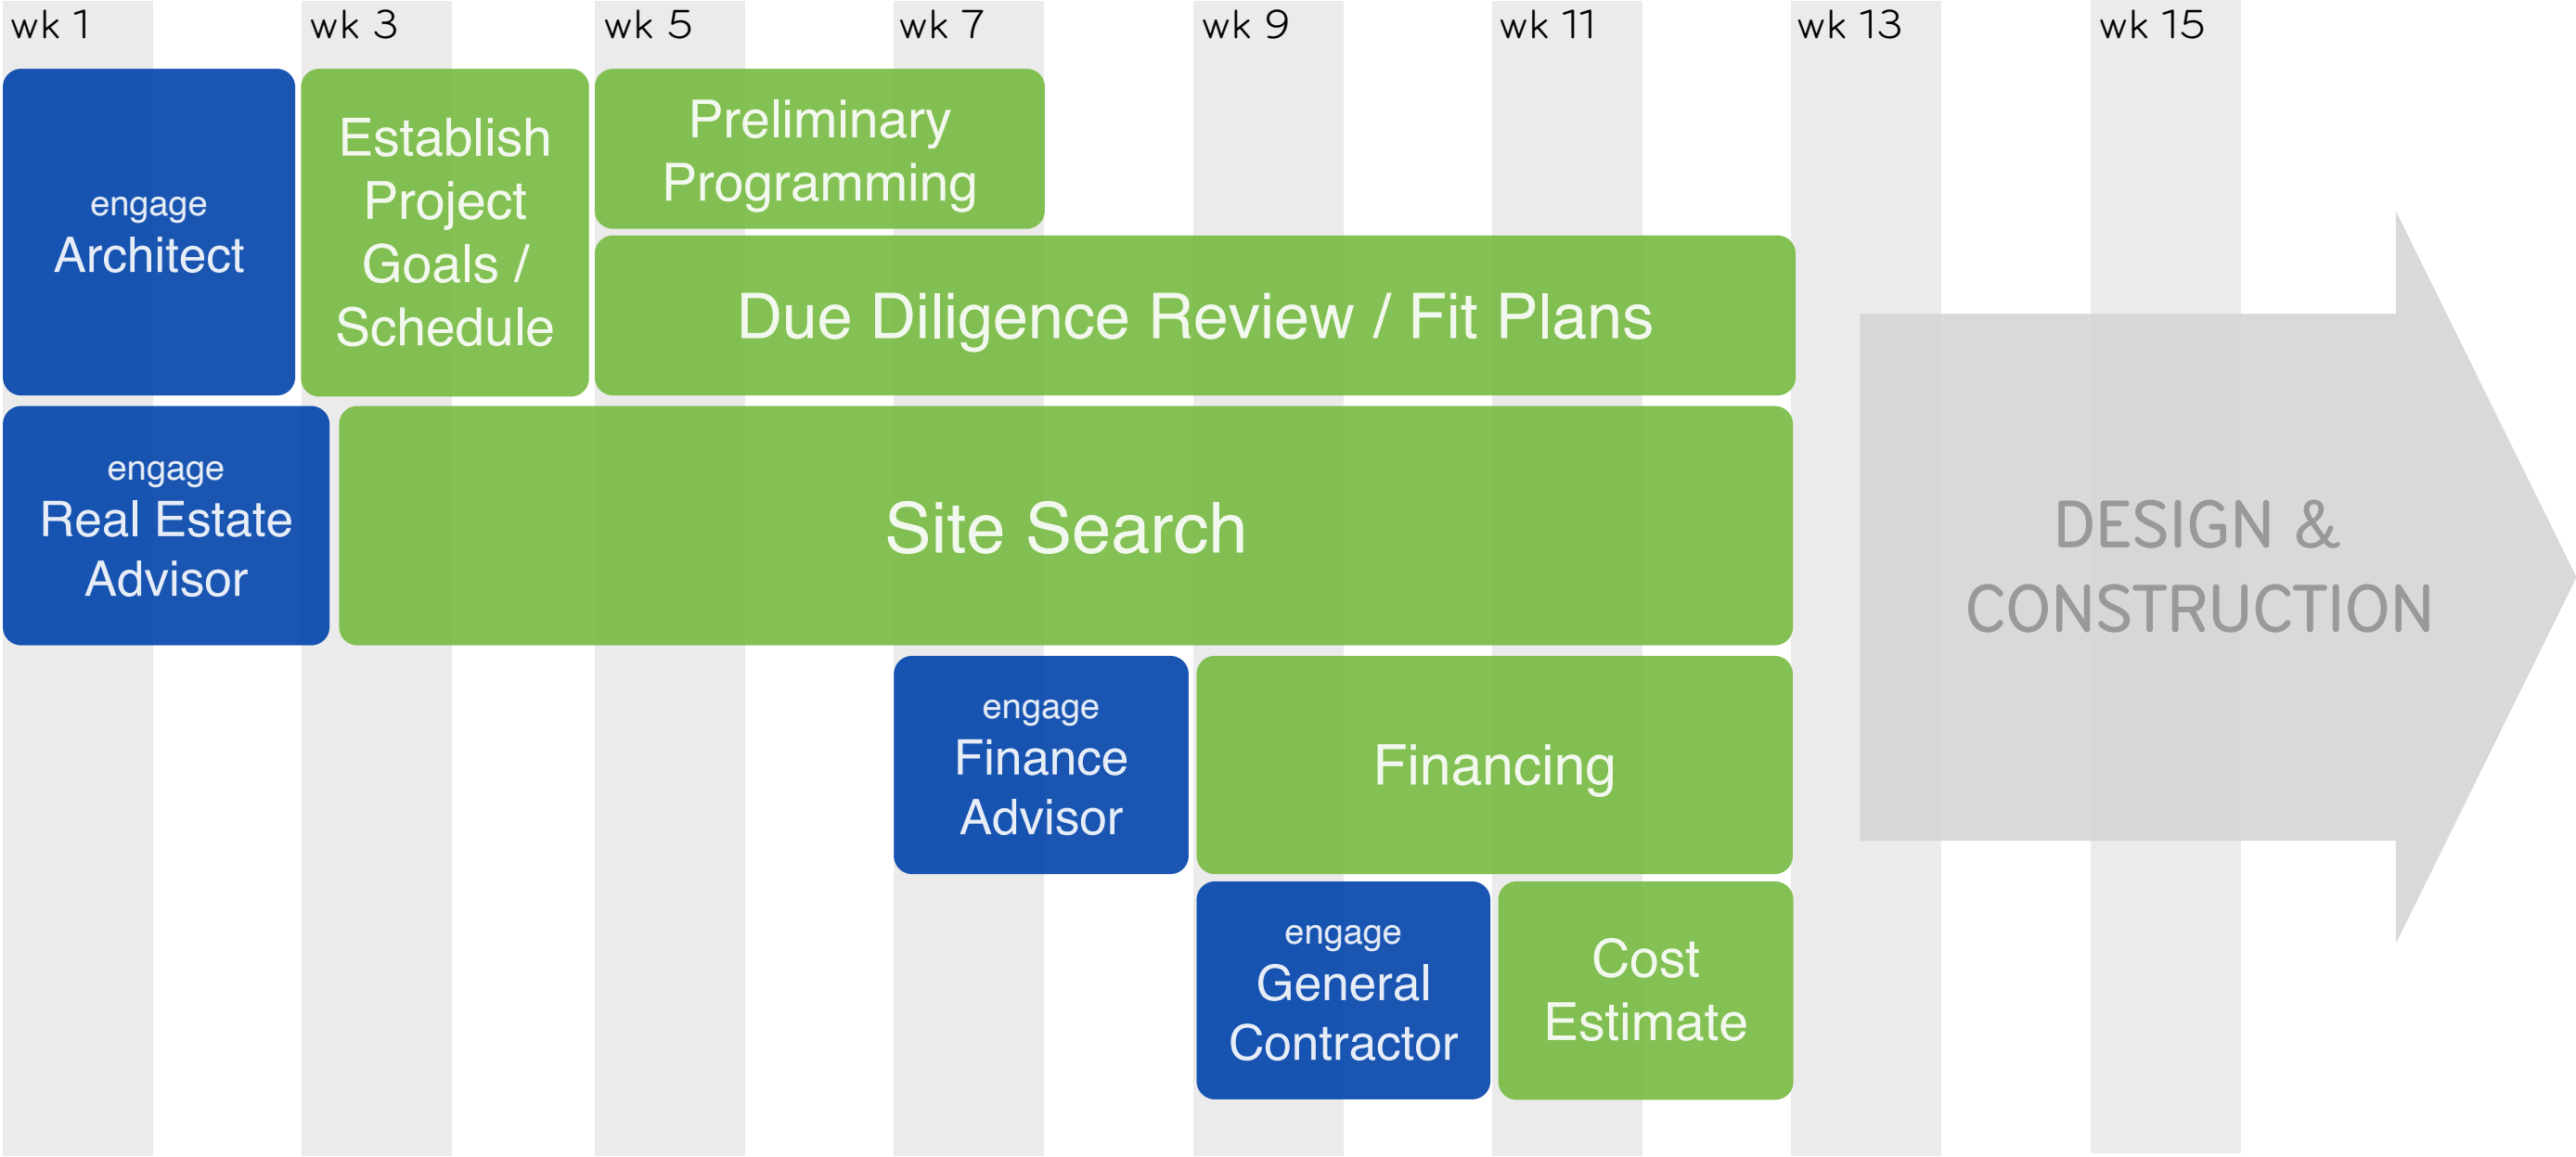 wk 1
wk 3
wk 5
wk 7
wk 9
wk 11
wk 13
wk 15
engage
Architect
Establish
Project
Goals /
Schedule
Preliminary
Programming
Due Diligence Review / Fit Plans
engage
Real Estate
Advisor
Site Search
engage
Finance
Advisor
Financing
engage
General
Contractor
Cost
Estimate
DESIGN &
CONSTRUCTION